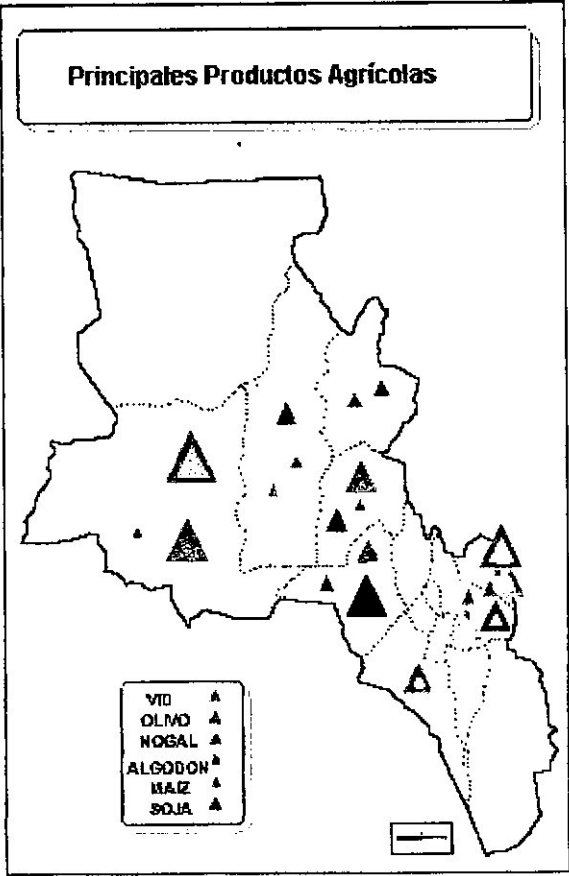 Principales Productos Agrícolas
VID
OLIVO
NOGAL
ALGODON
MAIZ
SOJA